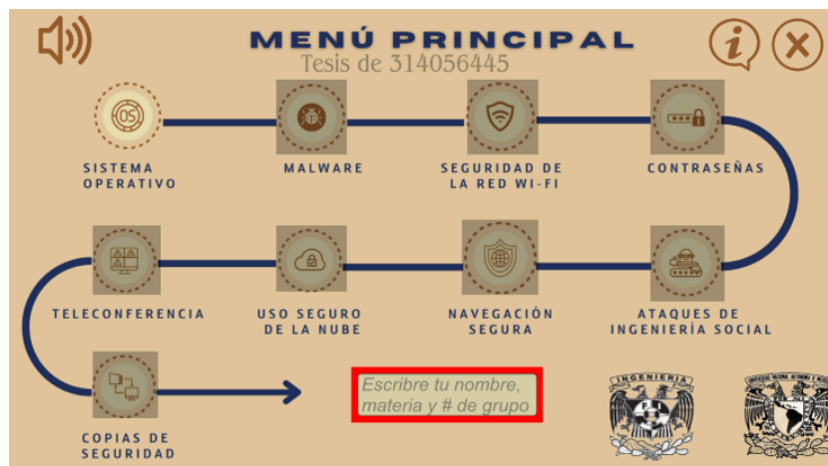 MENÚ PRINCIPAL
Tesis de 314056445
OS
SISTEMA
OPERATIVO
MALWARE
SEGURIDAD DE
LA RED WI-FI
CONTRASEÑAS
TELECONFERENCIA
USO SEGURO
DE LA NUBE
NAVEGACIÓN
SEGURA
ATAQUES DE
INGENIERÍA SOCIAL
COPIAS DE
SEGURIDAD
Escribre tu nombre,
materia y # de grupo
INGENIERIA